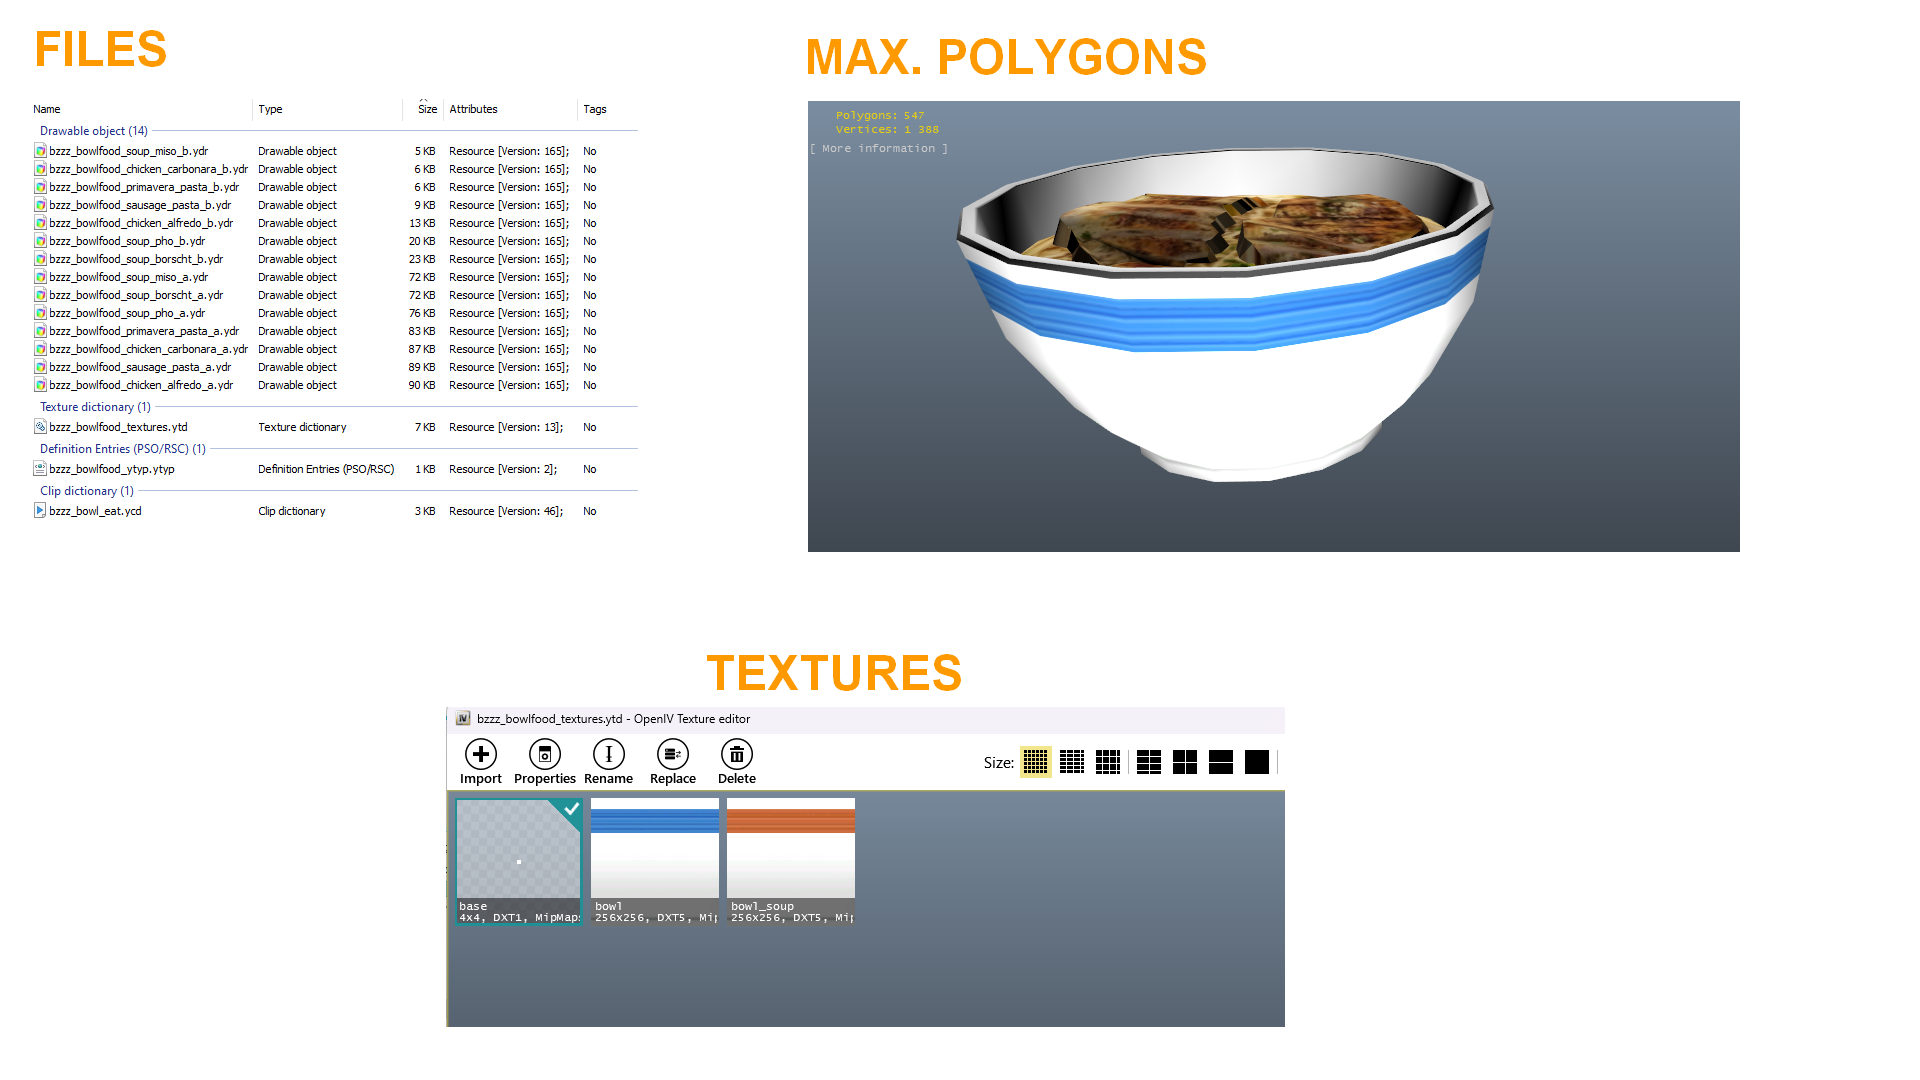 FILES
Name Type Size Attributes Tags
Drawable object (14)
bzzz_bowlfood_soup_miso_b.ydr Drawable object 5 KB Resource [Version: 165]; No
bzzz_bowlfood_chicken_carbonara_b.ydr Drawable object 6 KB Resource [Version: 165]; No
bzzz_bowlfood_primavera_pasta_b.ydr Drawable object 6 KB Resource [Version: 165]; No
bzzz_bowlfood_sausage_pasta_b.ydr Drawable object 9 KB Resource [Version: 165]; No
bzzz_bowlfood_chicken_alfredo_b.ydr Drawable object 13 KB Resource [Version: 165]; No
bzzz_bowlfood_soup_pho_b.ydr Drawable object 20 KB Resource [Version: 165]; No
bzzz_bowlfood_soup_borscht_b.ydr Drawable object 23 KB Resource [Version: 165]; No
bzzz_bowlfood_soup_miso_a.ydr Drawable object 72 KB Resource [Version: 165]; No
bzzz_bowlfood_soup_borscht_a.ydr Drawable object 72 KB Resource [Version: 165]; No
bzzz_bowlfood_soup_pho_a.ydr Drawable object 76 KB Resource [Version: 165]; No
bzzz_bowlfood_primavera_pasta_a.ydr Drawable object 83 KB Resource [Version: 165]; No
bzzz_bowlfood_chicken_carbonara_a.ydr Drawable object 87 KB Resource [Version: 165]; No
bzzz_bowlfood_sausage_pasta_a.ydr Drawable object 89 KB Resource [Version: 165]; No
bzzz_bowlfood_chicken_alfredo_a.ydr Drawable object 90 KB Resource [Version: 165]; No
Texture dictionary (1)
bzzz_bowlfood_textures.ytd Texture dictionary 7 KB Resource [Version: 13]; No
Definition Entries (PSO/RSC) (1)
bzzz_bowlfood_ytyp.ytyp Definition Entries (PSO/RSC) 1 KB Resource [Version: 2]; No
Clip dictionary (1)
bzzz_bowl_eat.ycd Clip dictionary 3 KB Resource [Version: 46]; No
MAX. POLYGONS
Polygons: 547
Vertices: 1 388
[ More information ]
TEXTURES
IV bzzz_bowlfood_textures.ytd - OpenIV Texture editor
Import Properties Rename Replace Delete Size:
base
4x4, DXT1, MipMaps
bowl
256x256, DXT5, Mip
bowl_soup
256x256, DXT5, Mip